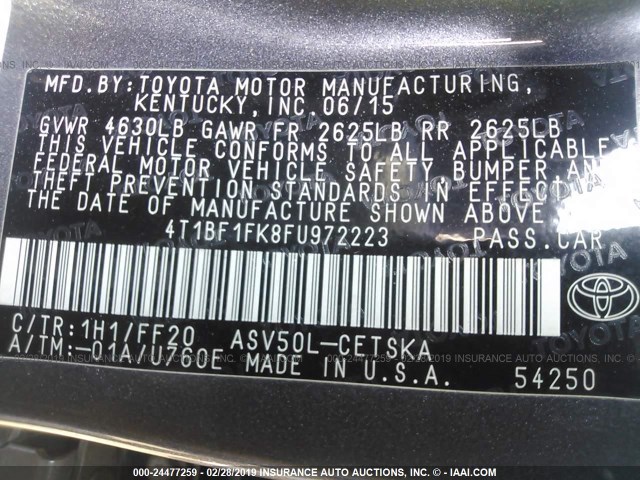 MFD.BY:TOYOTA MOTOR MANUFACTURING,
KENTUCKY, INC. 06/15
GVWR 4630LB GAWR FR 2625LB RR 2625LB
THIS VEHICLE CONFORMS TO ALL APPLICABLE
FEDERAL MOTOR VEHICLE SAFETY BUMPER AND
THEFT PREVENTION STANDARDS IN EFFECT ON
THE DATE OF MANUFACTURE SHOWN ABOVE
4T1BF1FK8FU972223 PASS.CAR
C/TR:1H1/FF20 ASV50L-CETSKA
A/TM:-01A/U760E MADE IN U.S.A. 54250
000-24477259 - 02/28/2019 - INSURANCE AUTO AUCTIONS, INC. - IAAI.COM